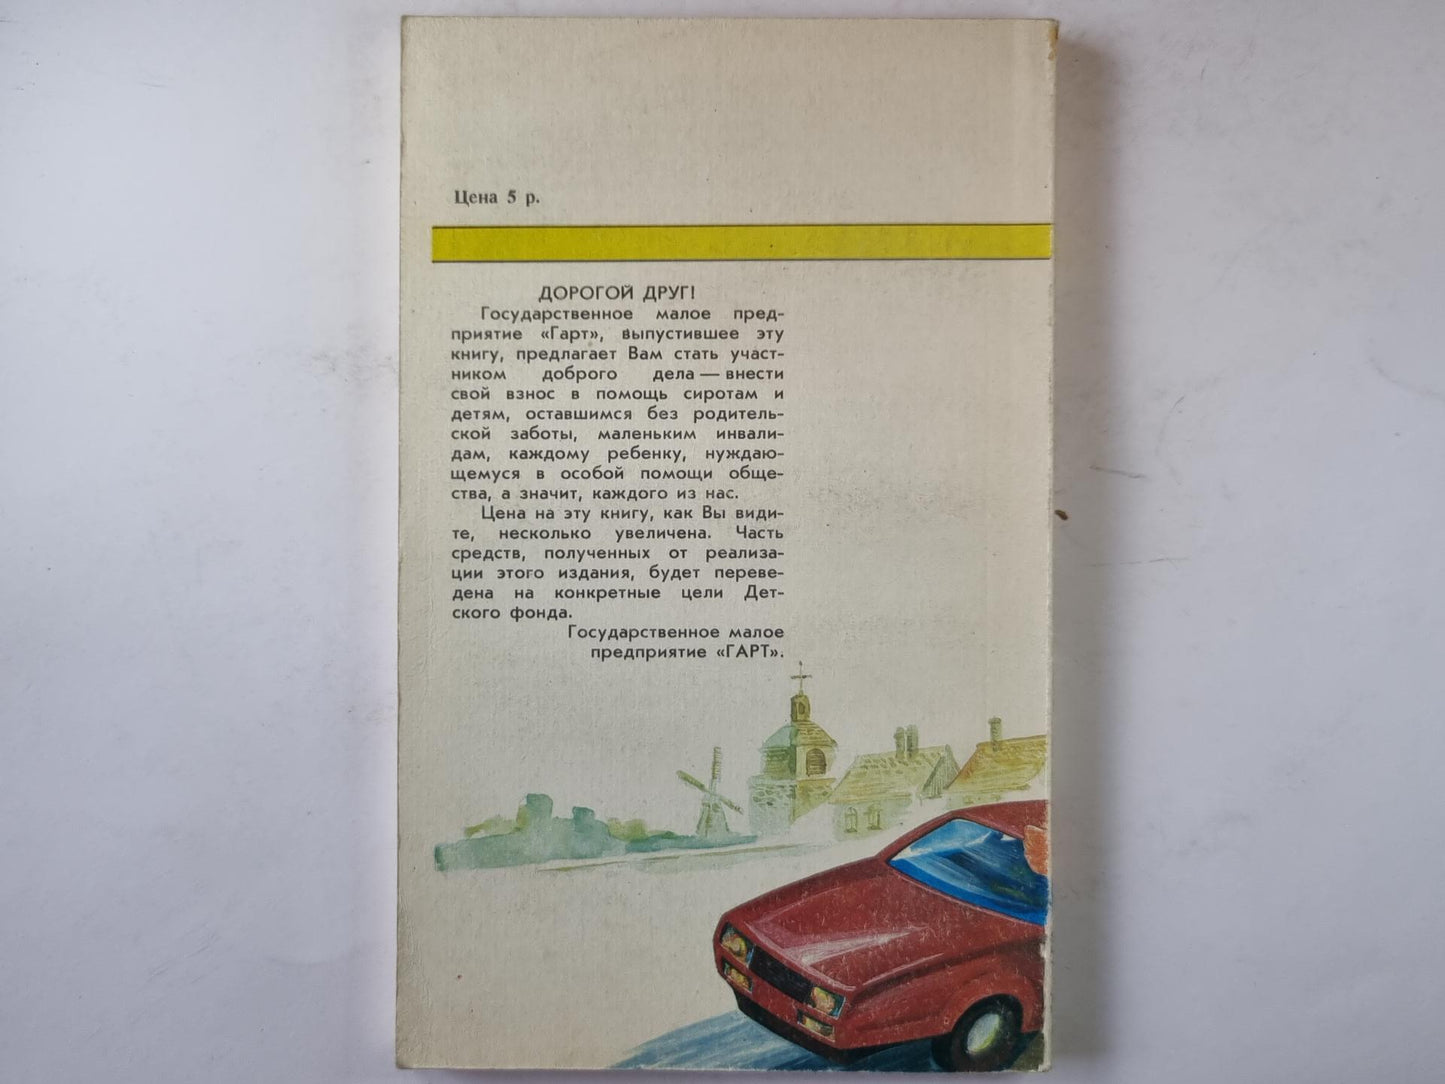 Цена 5 р.
ДОРОГОЙ ДРУГ!
Государственное малое пред-
приятие «Гарт», выпустившее эту
книгу, предлагает Вам стать участ-
ником доброго дела — внести
свой взнос в помощь сиротам и
детям, оставшимся без родитель-
ской заботы, маленьким инвали-
дам, каждому ребенку, нуждаю-
щемуся в особой помощи обще-
ства, а значит, каждого из нас.
Цена на эту книгу, как Вы види-
те, несколько увеличена. Часть
средств, полученных от реализа-
ции этого издания, будет переве-
дена на конкретные цели Дет-
ского фонда.
Государственное малое
предприятие «ГАРТ».